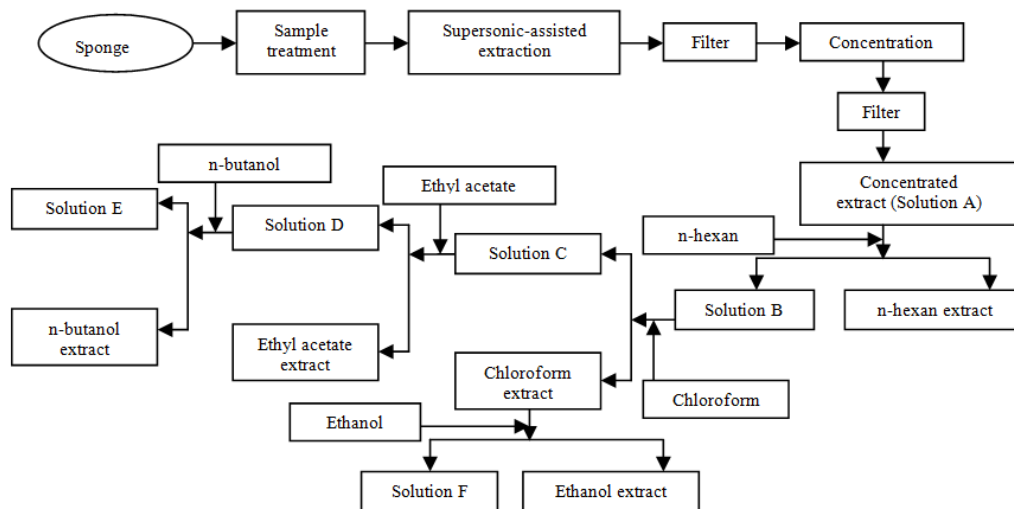 Sponge
Sample
treatment
Supersonic-assisted
extraction
Filter
Concentration
Filter
Concentrated
extract (Solution A)
n-hexan
Solution B
n-hexan extract
Chloroform
Solution C
Chloroform
extract
Ethyl acetate
Solution D
Ethyl acetate
extract
n-butanol
Solution E
n-butanol
extract
Ethanol
Solution F
Ethanol extract